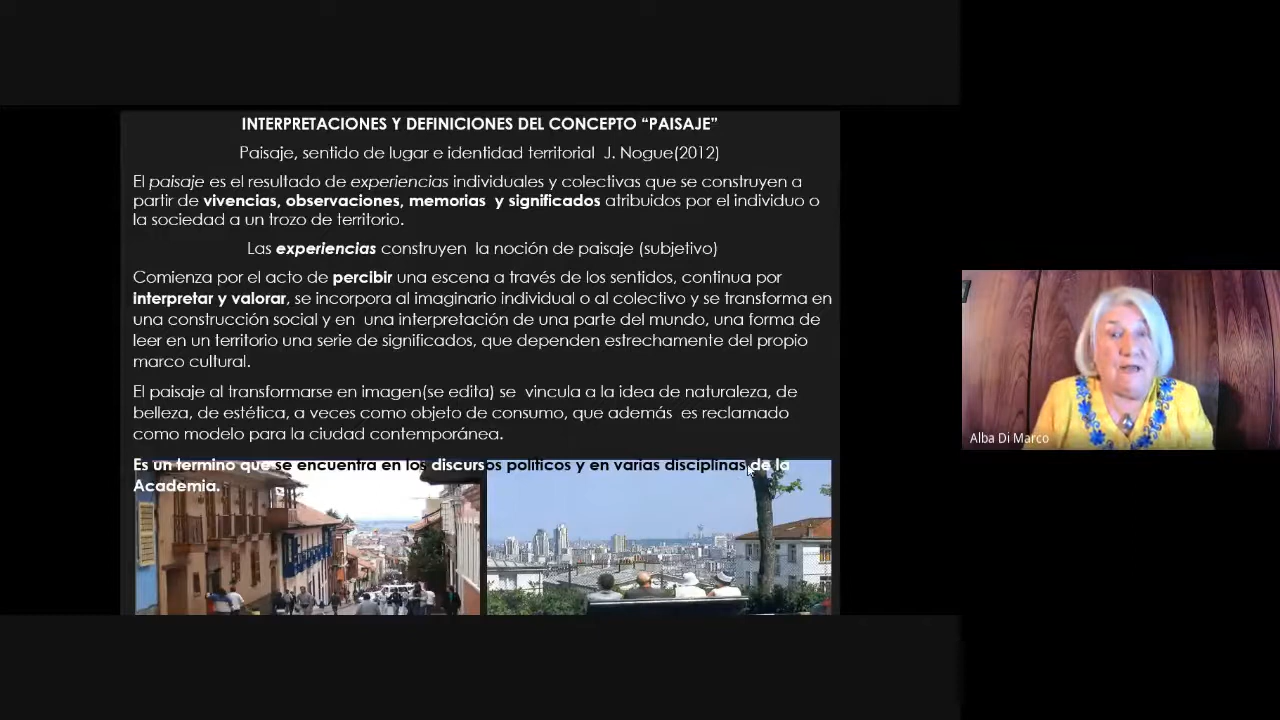 INTERPRETACIONES Y DEFINICIONES DEL CONCEPTO “PAISAJE”
Paisaje, sentido de lugar e identidad territorial J. Nogue(2012)
El paisaje es el resultado de experiencias individuales y colectivas que se construyen a
partir de vivencias, observaciones, memorias y significados atribuidos por el individuo o
la sociedad a un trozo de territorio.
Las experiencias construyen la noción de paisaje (subjetivo)
Comienza por el acto de percibir una escena a través de los sentidos, continua por
interpretar y valorar, se incorpora al imaginario individual o al colectivo y se transforma en
una construcción social y en una interpretación de una parte del mundo, una forma de
leer en un territorio una serie de significados, que dependen estrechamente del propio
marco cultural.
El paisaje al transformarse en imagen(se edita) se vincula a la idea de naturaleza, de
belleza, de estética, a veces como objeto de consumo, que además es reclamado
como modelo para la ciudad contemporánea.
Es un termino que se encuentra en los discursos políticos y en varias disciplinas de la
Academia.
Alba Di Marco